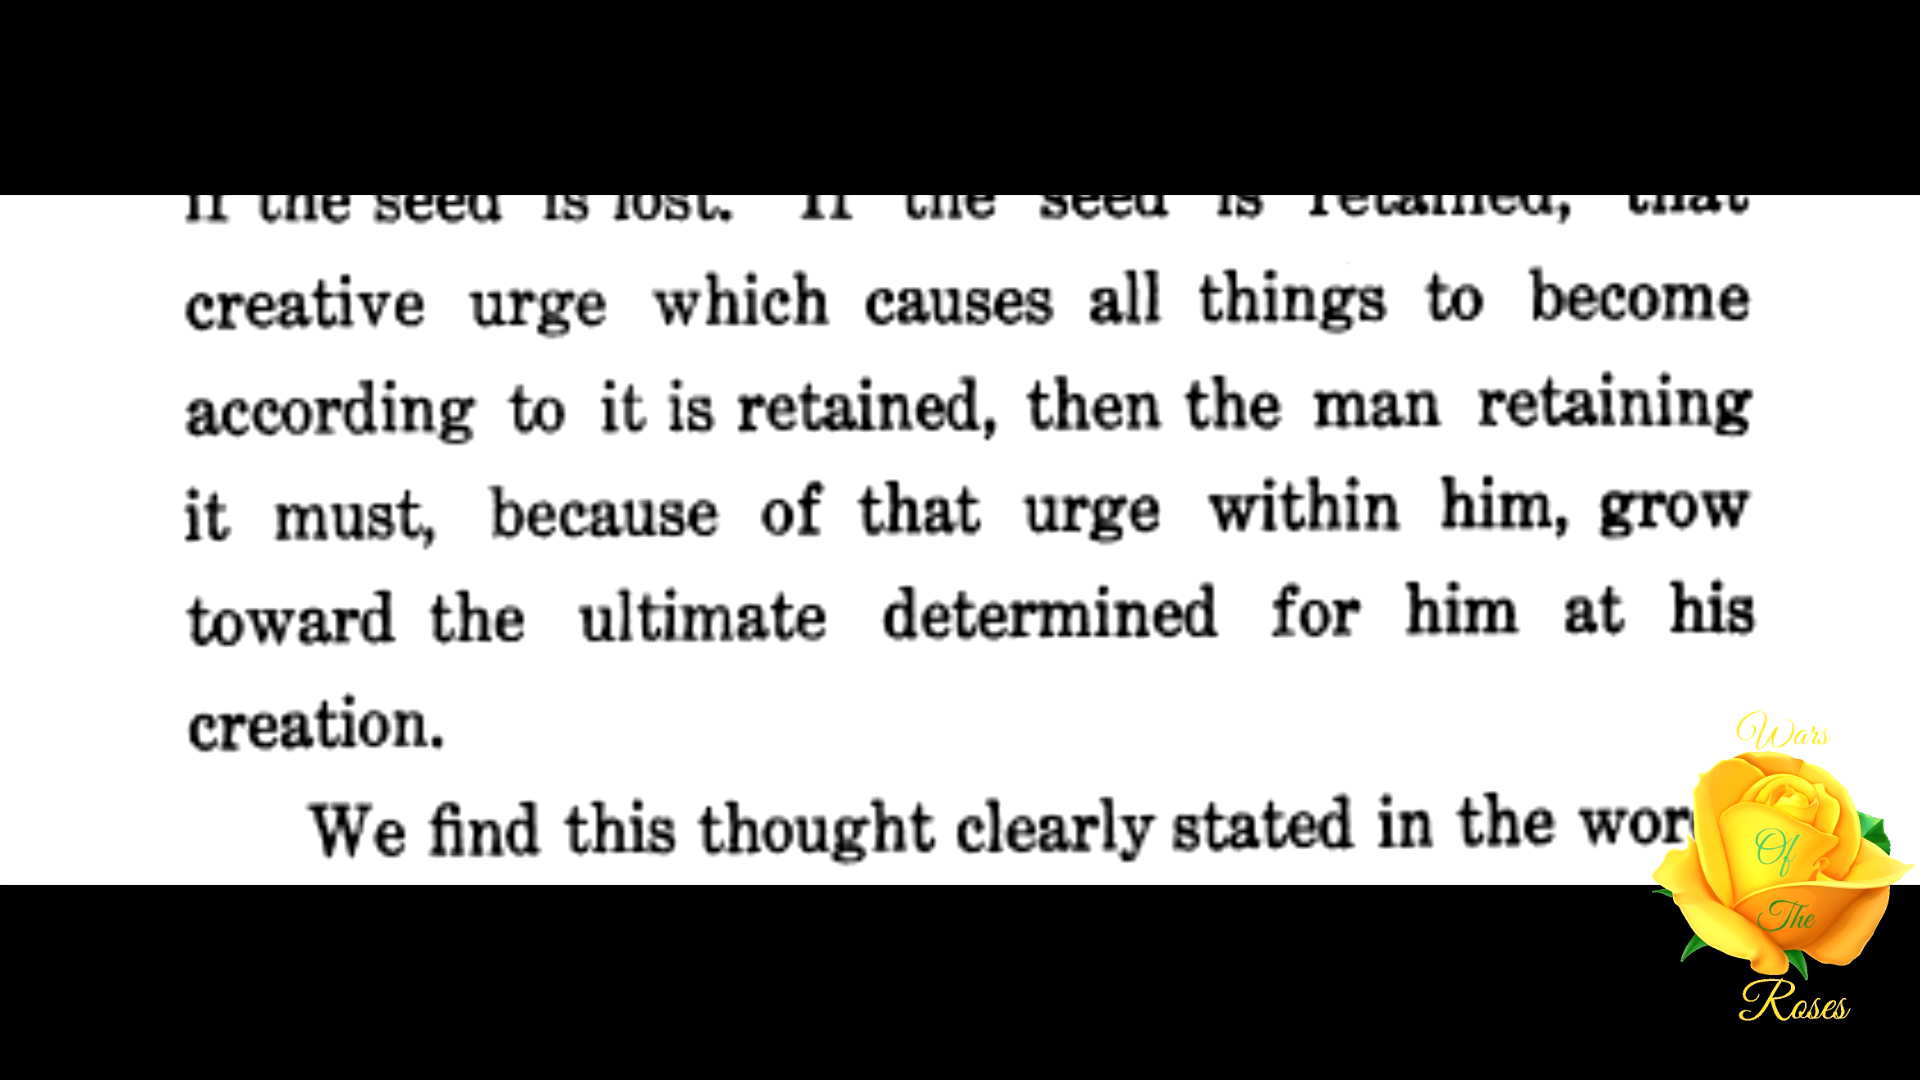 if the seed is lost. If the seed is retained, that
creative urge which causes all things to become
according to it is retained, then the man retaining
it must, because of that urge within him, grow
toward the ultimate determined for him at his
creation.
We find this thought clearly stated in the
Wars
Of
The
Roses